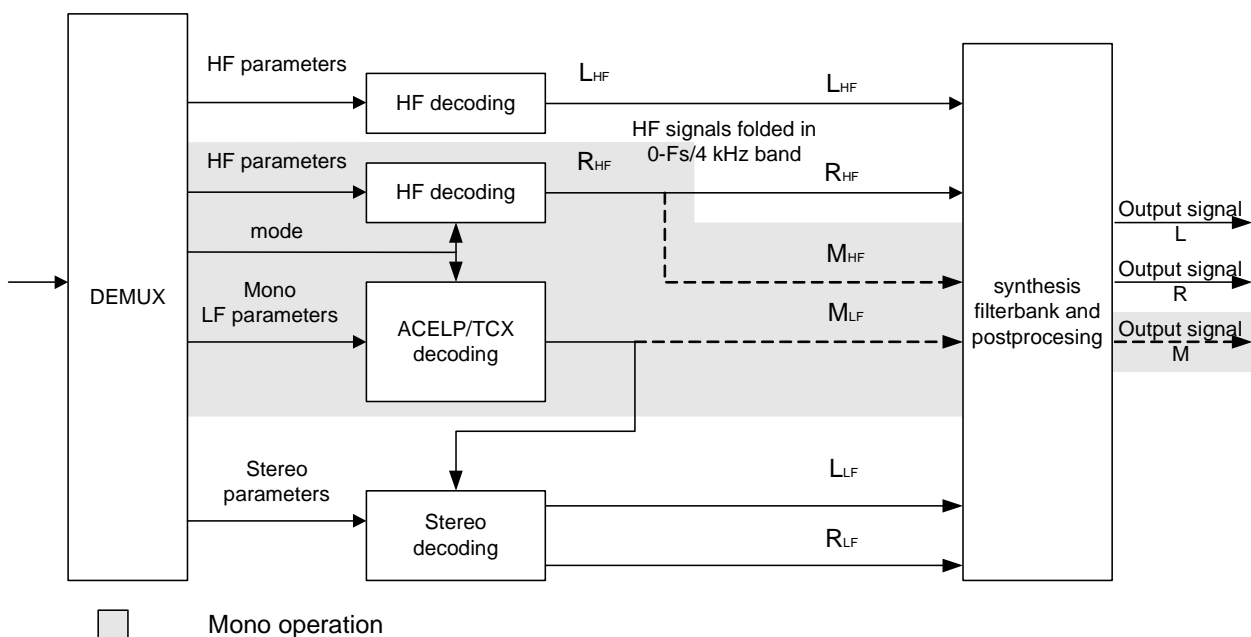 HF parameters
HF decoding
LHF
LHF
HF signals folded in
0-Fs/4 kHz band
HF parameters
HF decoding
RHF
RHF
mode
DEMUX
Mono
LF parameters
ACELP/TCX
decoding
MHF
MLF
synthesis
filterbank and
postprocesing
Output signal
L
Output signal
R
Output signal
M
Stereo
parameters
Stereo
decoding
LLF
RLF
Mono operation